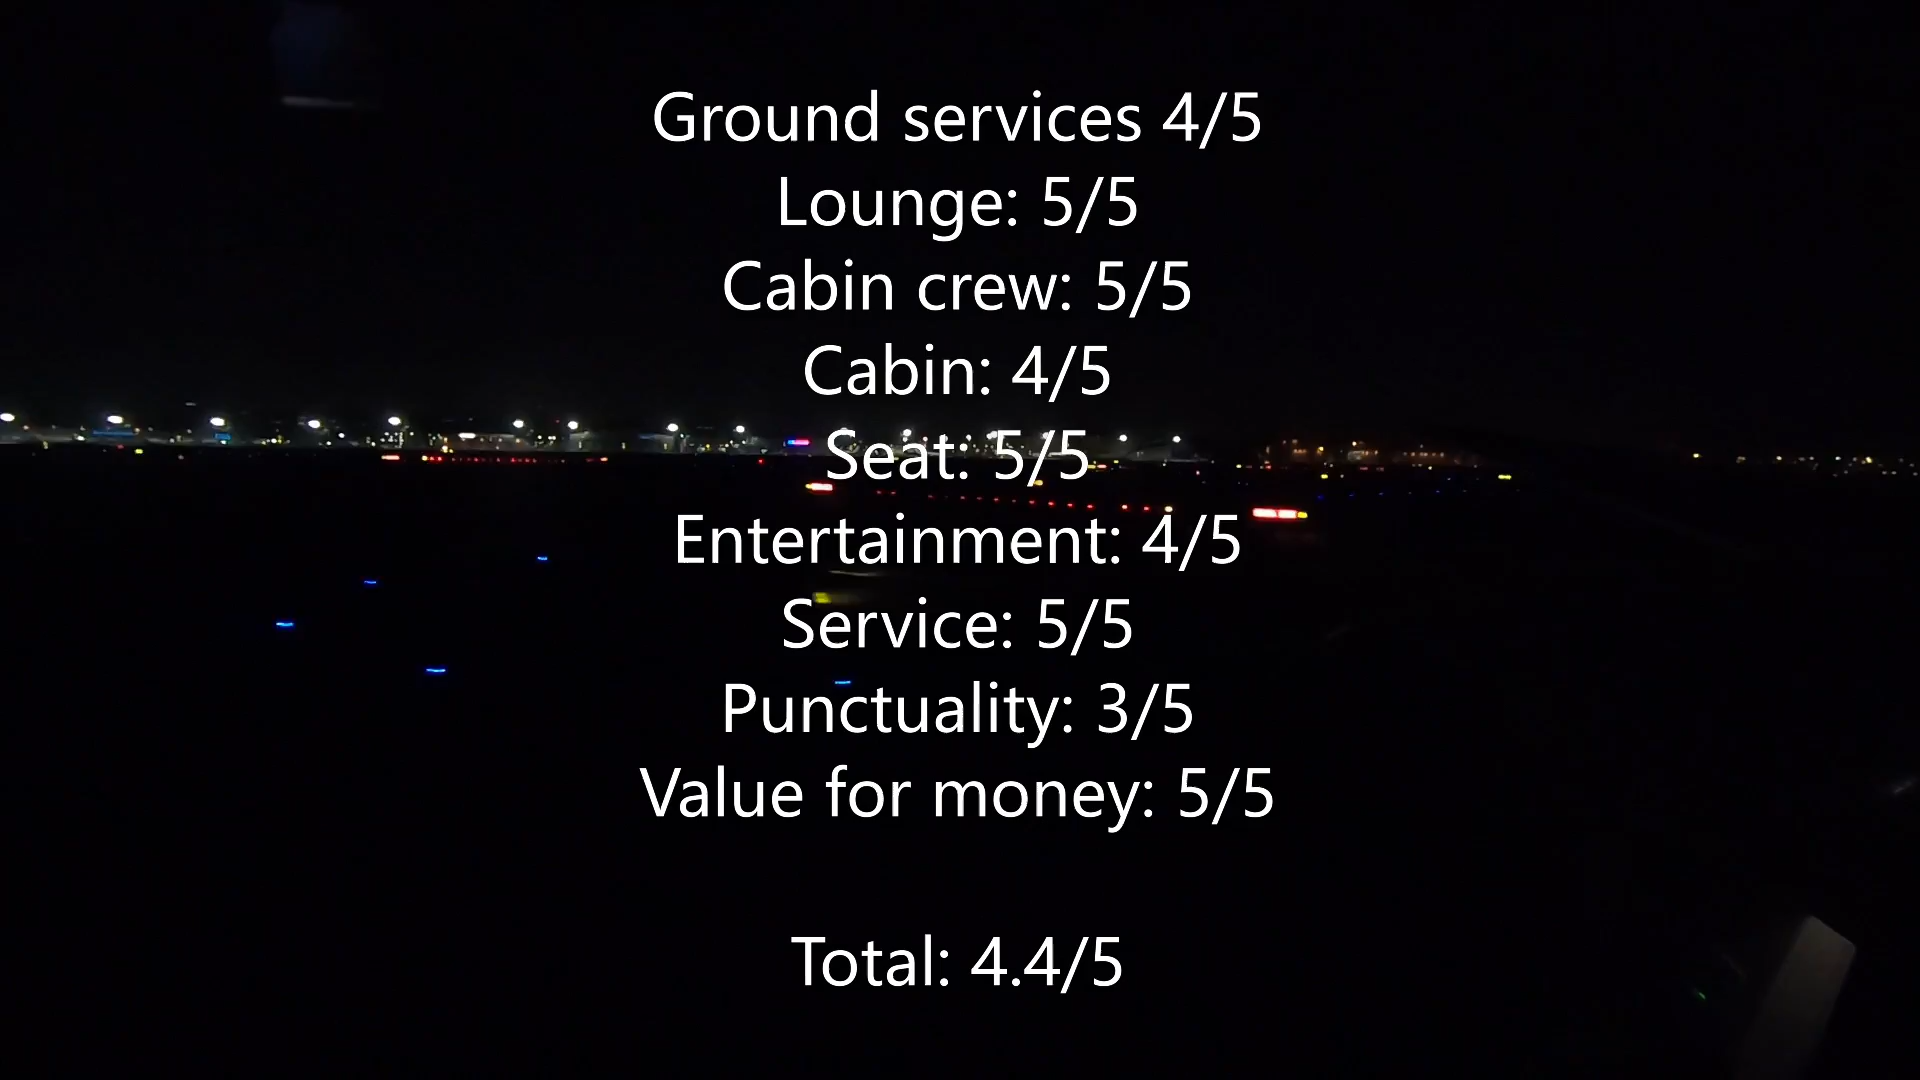 Ground services 4/5
Lounge: 5/5
Cabin crew: 5/5
Cabin: 4/5
Seat: 5/5
Entertainment: 4/5
Service: 5/5
Punctuality: 3/5
Value for money: 5/5
Total: 4.4/5